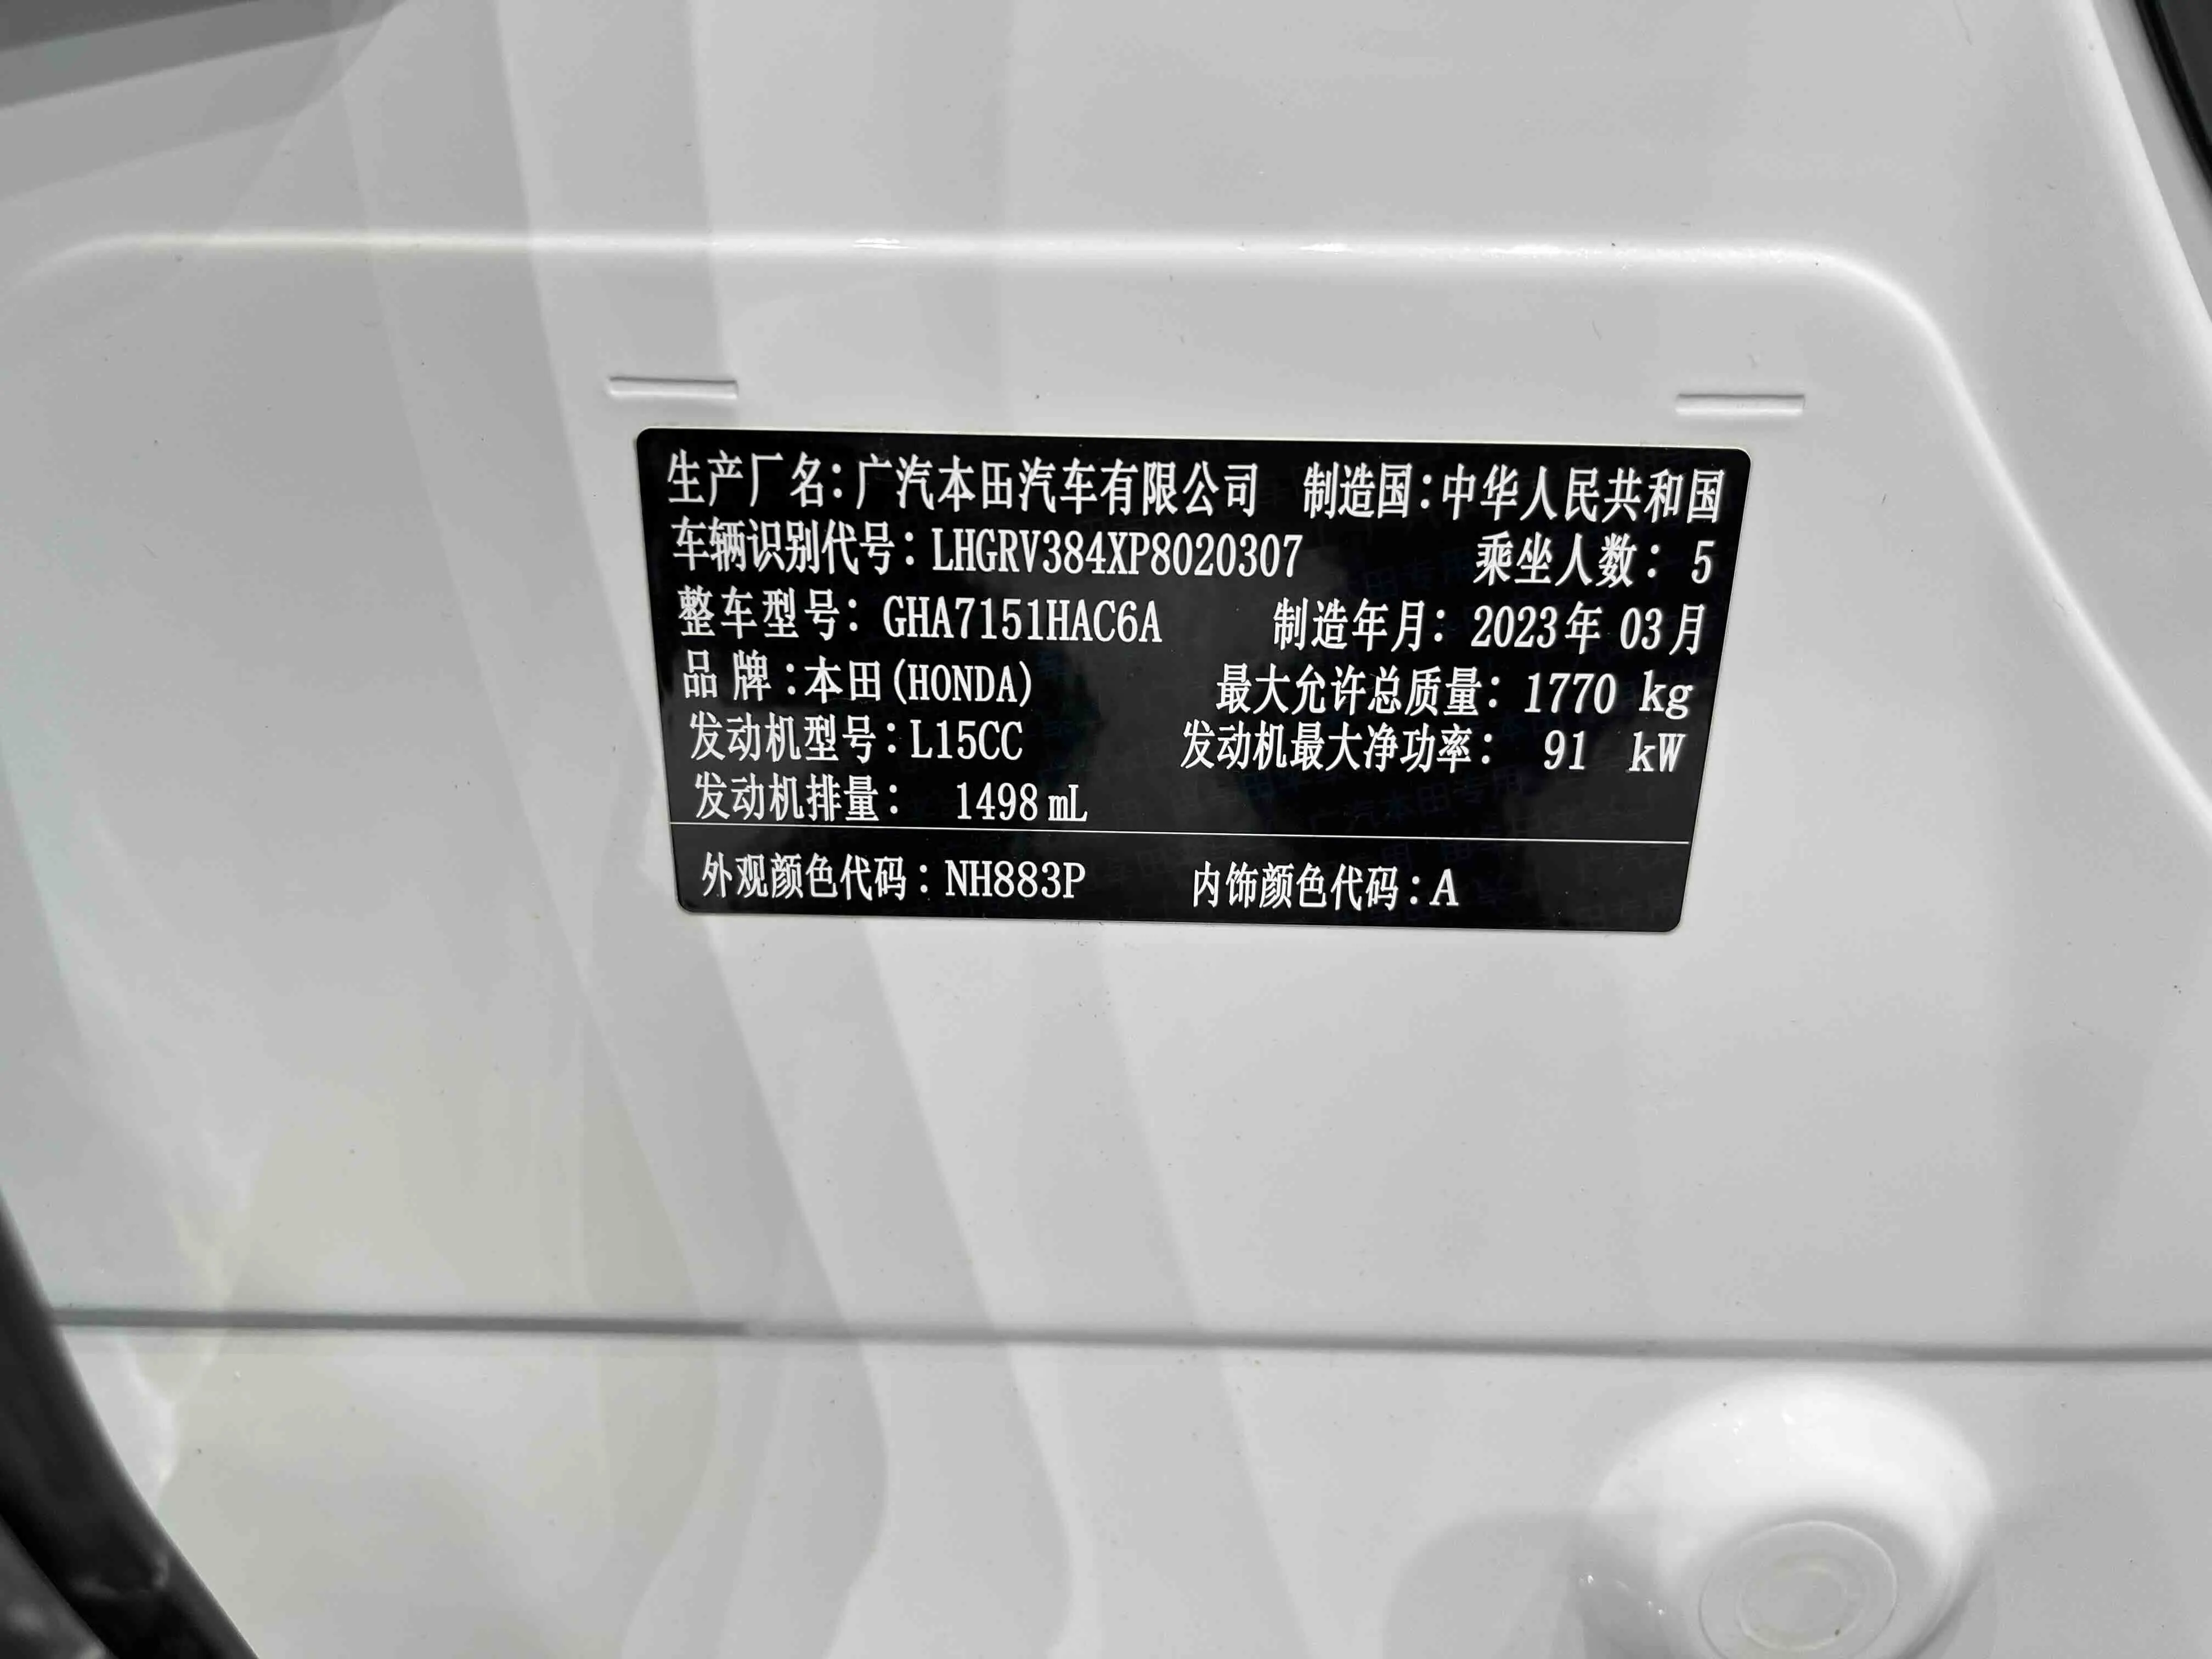 生产厂名：广汽本田汽车有限公司 制造国：中华人民共和国
车辆识别代号：LHGRV384XP8020307 乘坐人数：5
整车型号：GHA7151HAC6A 制造年月：2023年 03月
品 牌：本田(HONDA) 最大允许总质量：1770 kg
发动机型号：L15CC 发动机最大净功率：91 kW
发动机排量：1498 mL
外观颜色代码：NH883P 内饰颜色代码：A